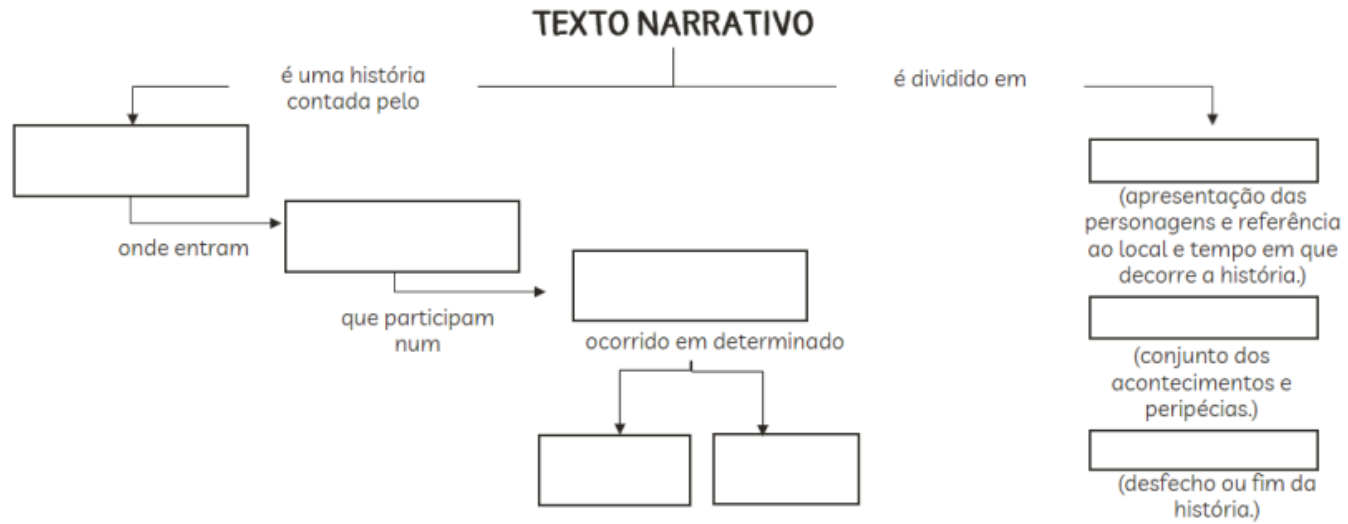 TEXTO NARRATIVO
é uma história
contada pelo
é dividido em
onde entram
que participam
num
ocorrido em determinado
(apresentação das
personagens e referência
ao local e tempo em que
decorre a história.)
(conjunto dos
acontecimentos e
peripécias.)
(desfecho ou fim da
história.)